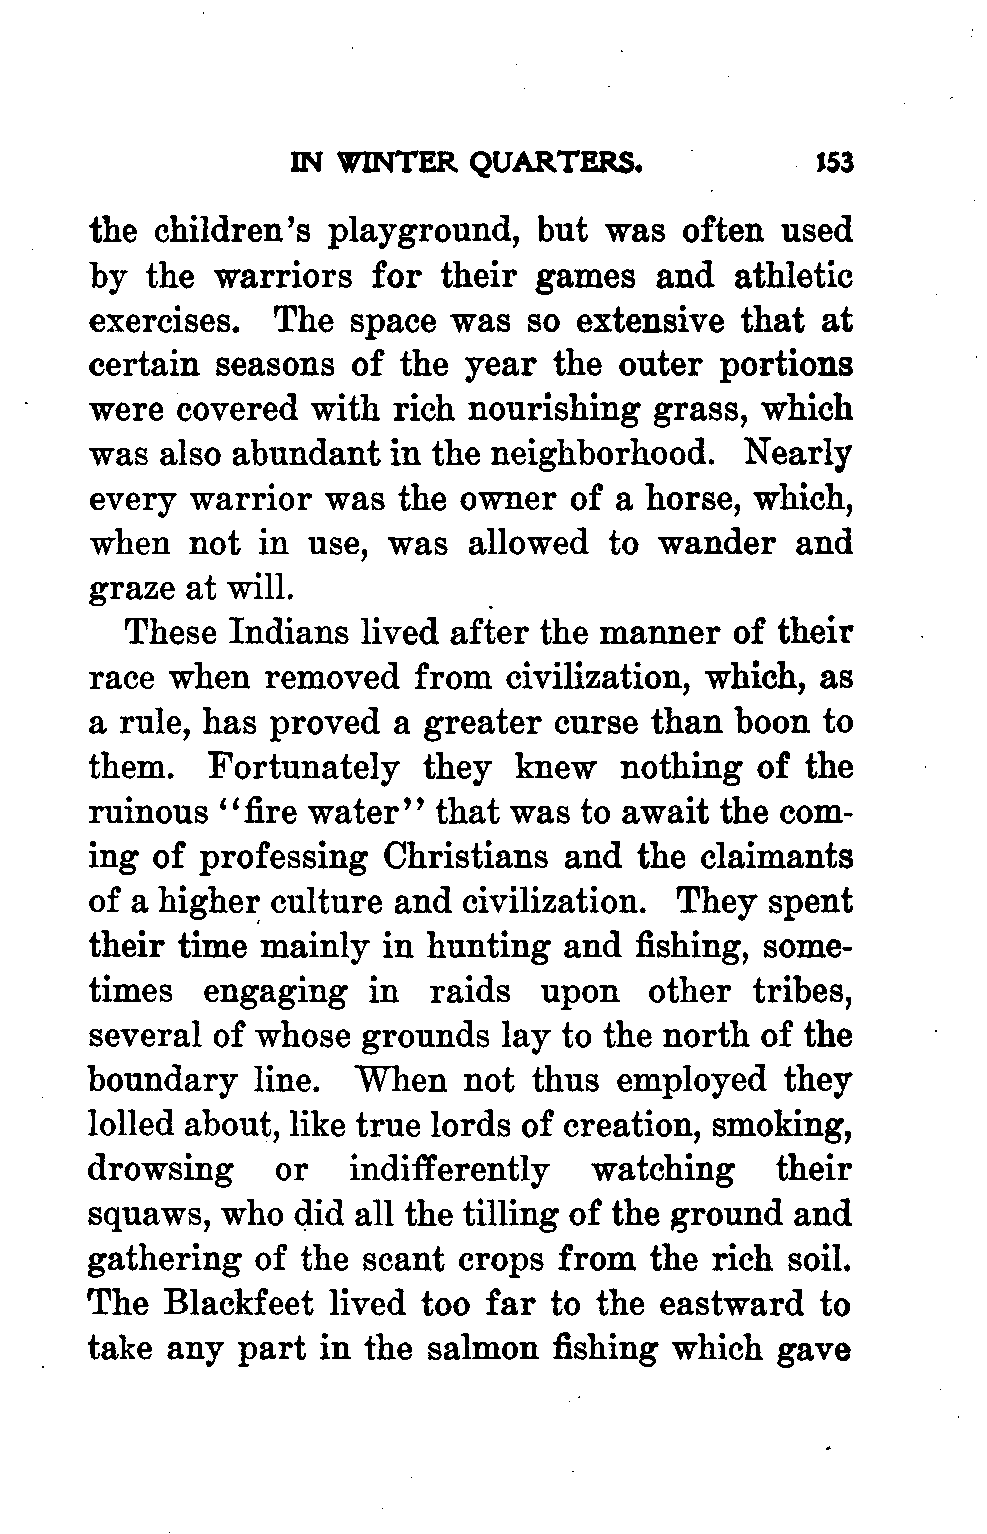 IN WINTER QUARTERS. 153
the children's playground, but was often used
by the warriors for their games and athletic
exercises. The space was so extensive that at
certain seasons of the year the outer portions
were covered with rich nourishing grass, which
was also abundant in the neighborhood. Nearly
every warrior was the owner of a horse, which,
when not in use, was allowed to wander and
graze at will.
These Indians lived after the manner of their
race when removed from civilization, which, as
a rule, has proved a greater curse than boon to
them. Fortunately they knew nothing of the
ruinous "fire water" that was to await the com-
ing of professing Christians and the claimants
of a higher culture and civilization. They spent
their time mainly in hunting and fishing, some-
times engaging in raids upon other tribes,
several of whose grounds lay to the north of the
boundary line. When not thus employed they
lolled about, like true lords of creation, smoking,
drowsing or indifferently watching their
squaws, who did all the tilling of the ground and
gathering of the scant crops from the rich soil.
The Blackfeet lived too far to the eastward to
take any part in the salmon fishing which gave